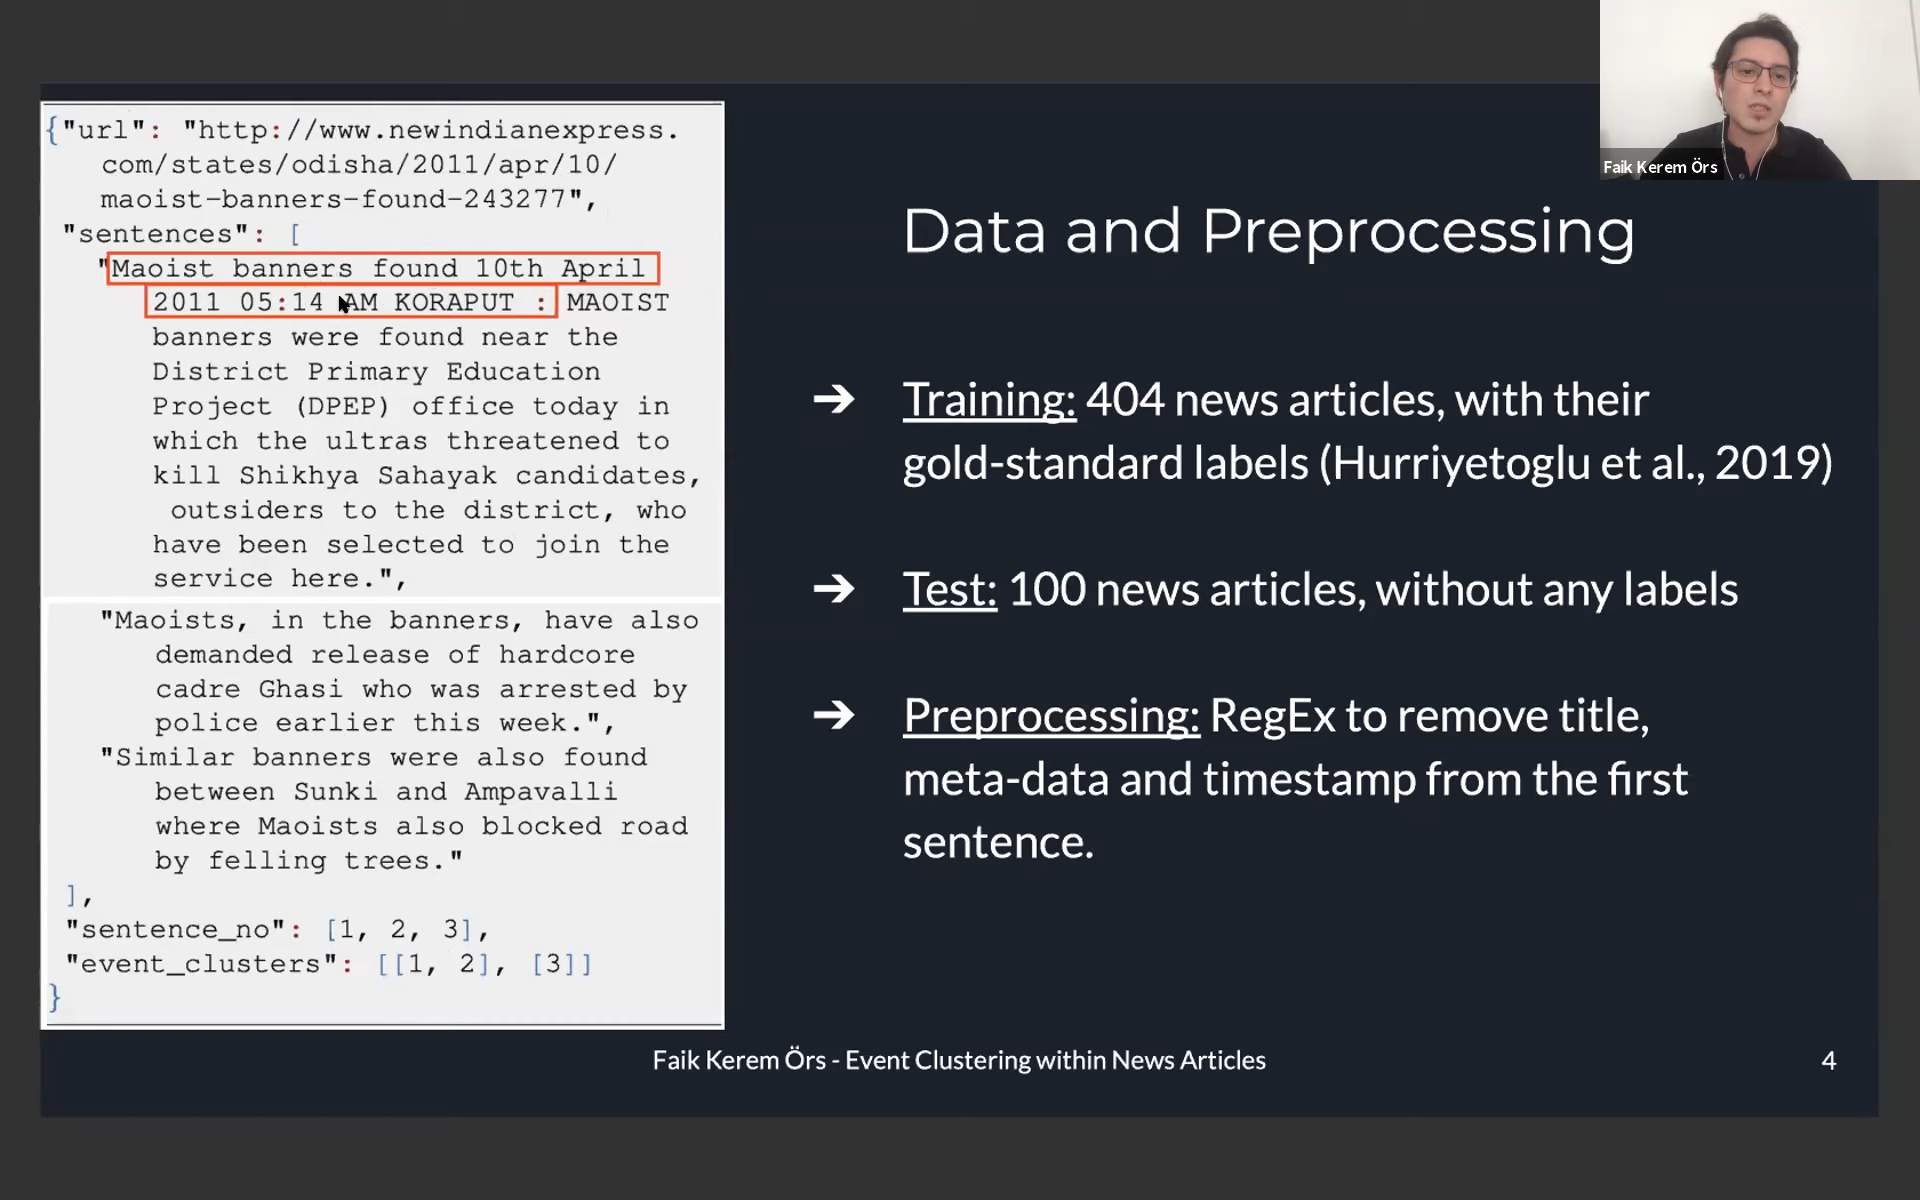 Faik Kerem Örs
{"url": "http://www.newindianexpress.
com/states/odisha/2011/apr/10/
maoist-banners-found-243277",
"sentences": [
"Maoist banners found 10th April
2011 05:14 AM KORAPUT : MAOIST
banners were found near the
District Primary Education
Project (DPEP) office today in
which the ultras threatened to
kill Shikhya Sahayak candidates,
outsiders to the district, who
have been selected to join the
service here.",
"Maoists, in the banners, have also
demanded release of hardcore
cadre Ghasi who was arrested by
police earlier this week.",
"Similar banners were also found
between Sunki and Ampavalli
where Maoists also blocked road
by felling trees."
],
"sentence_no": [1, 2, 3],
"event_clusters": [[1, 2], [3]]
}
Data and Preprocessing
➔ Training: 404 news articles, with their
gold-standard labels (Hurriyetoglu et al., 2019)
➔ Test: 100 news articles, without any labels
➔ Preprocessing: RegEx to remove title,
meta-data and timestamp from the first
sentence.
Faik Kerem Örs - Event Clustering within News Articles
4